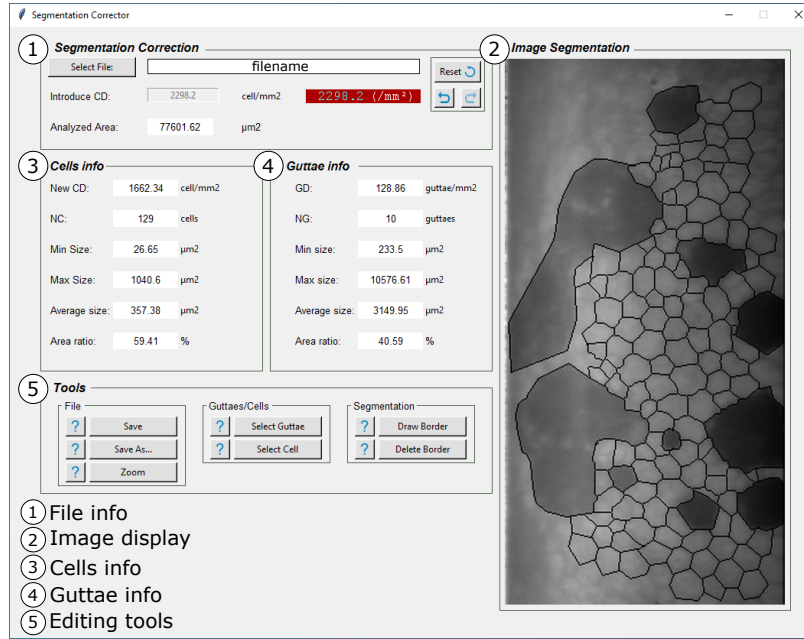 Segmentation Corrector
1 Segmentation Correction
Select File: filename Reset
Introduce CD: 2298.2 cell/mm2 2298.2 (/mm²)
Analyzed Area: 77601.62 µm2
2 Image Segmentation
3 Cells info
New CD: 1662.34 cell/mm2
NC: 129 cells
Min Size: 26.65 µm2
Max Size: 1040.6 µm2
Average size: 357.38 µm2
Area ratio: 59.41 %
4 Guttae info
GD: 128.86 guttae/mm2
NG: 10 guttaes
Min size: 233.5 µm2
Max size: 10576.61 µm2
Average size: 3149.95 µm2
Area ratio: 40.59 %
5 Tools
File
? Save
? Save As...
? Zoom
Guttaes/Cells
? Select Guttae
? Select Cell
Segmentation
? Draw Border
? Delete Border
1 File info
2 Image display
3 Cells info
4 Guttae info
5 Editing tools